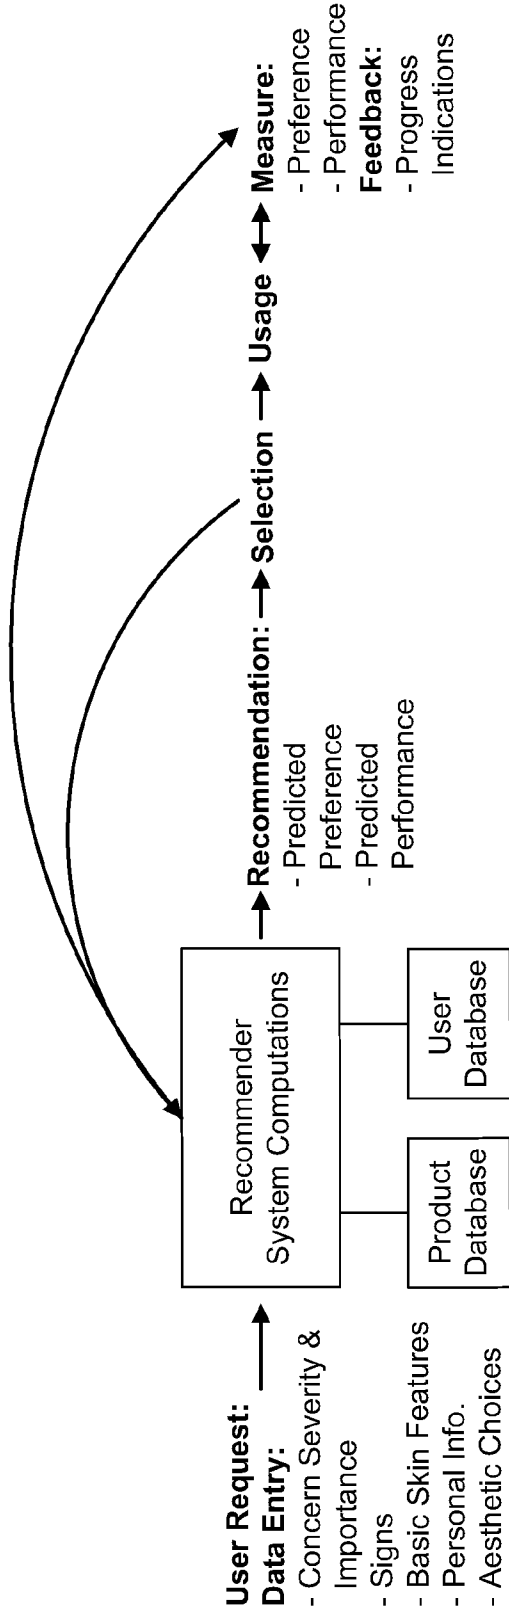 User Request:
Data Entry:
- Concern Severity &
Importance
- Signs
- Basic Skin Features
- Personal Info.
- Aesthetic Choices
Recommender
System Computations
Product
Database
User
Database
Recommendation:
- Predicted
Preference
- Predicted
Performance
Selection
Usage
Measure:
- Preference
- Performance
Feedback:
- Progress
Indications